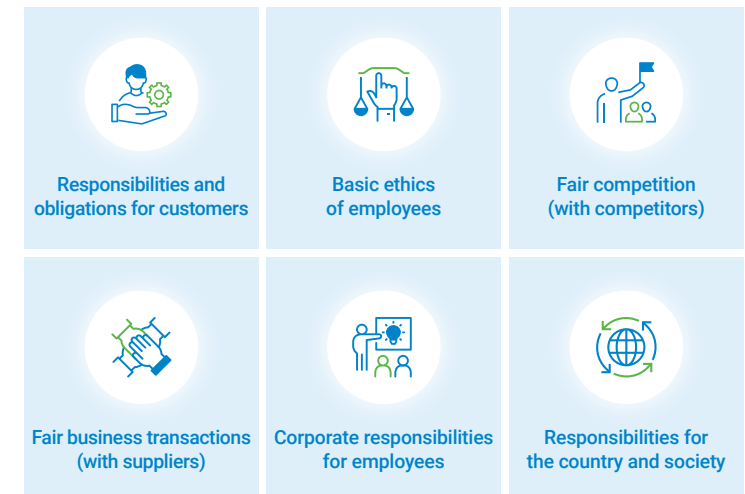 Responsibilities and
obligations for customers
Basic ethics
of employees
Fair competition
(with competitors)
Fair business transactions
(with suppliers)
Corporate responsibilities
for employees
Responsibilities for
the country and society